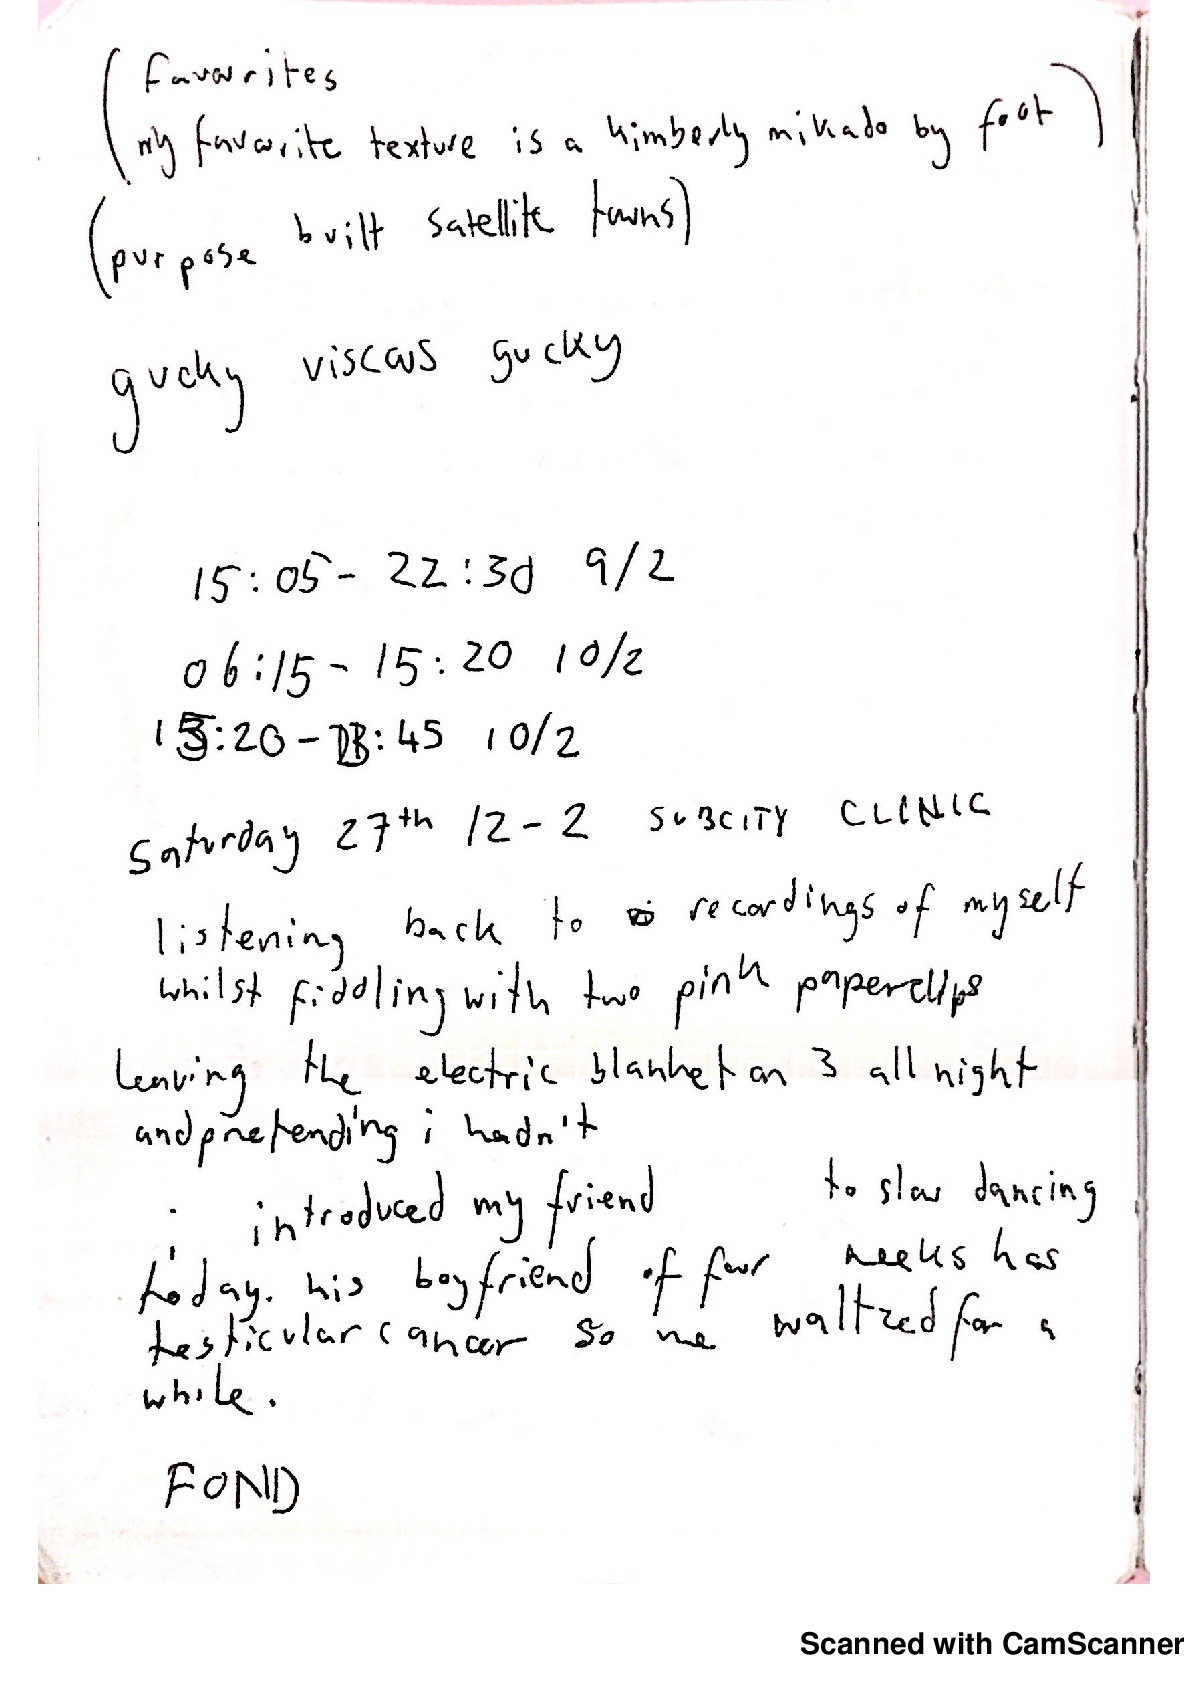 (favourites
my favourite texture is a kimberly mikado by foot)
(purpose built satellite towns)
gucky viscous gucky
15:05 - 22:30 9/2
06:15 - 15:20 10/2
15:20 - :45 10/2
Saturday 27th 12-2 SUBCITY CLINIC
listening back to recordings of myself
whilst fiddling with two pink paperclips
leaving the electric blanket on 3 all night
and pretending i hadn't
i introduced my friend to slow dancing
today. his boyfriend of four weeks has
testicular cancer so we waltzed for a
while.
FOND
Scanned with CamScanner